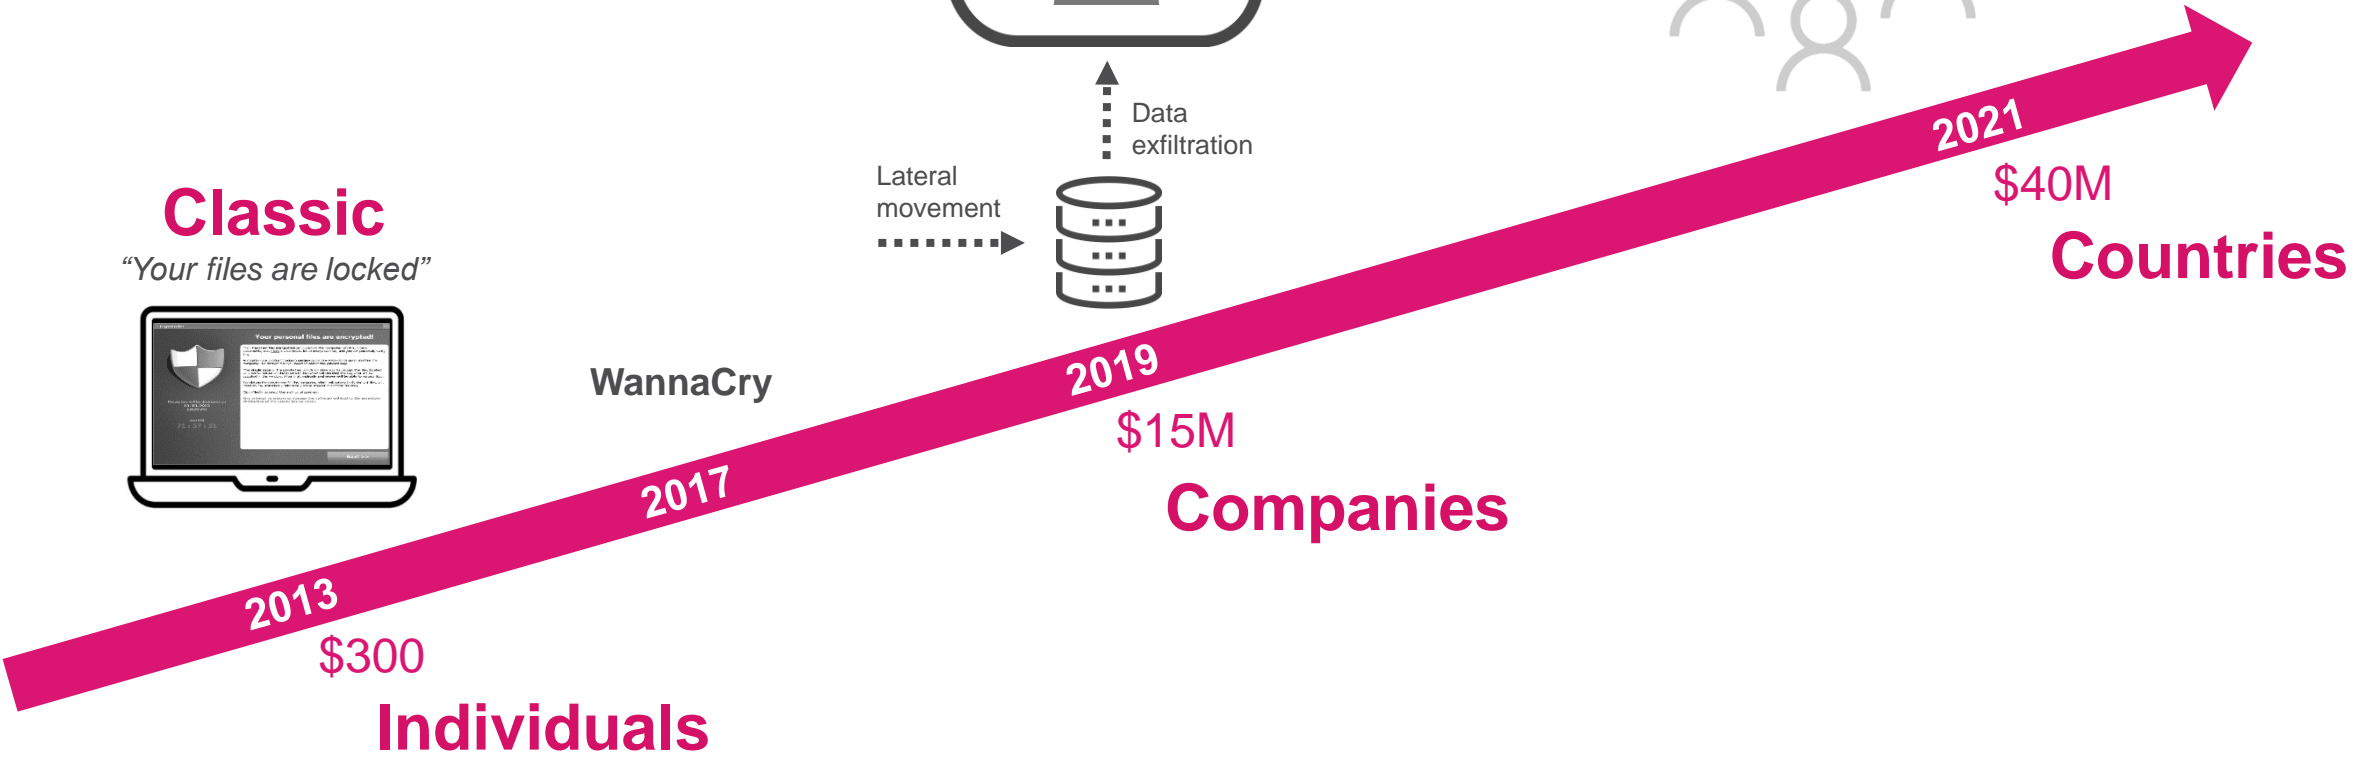 Data
exfiltration
2021
Lateral
movement
$40M
Classic
Countries
“Your files are locked”
Your personal files are encrypted!
2019
WannaCry
$15M
2017
Companies
2013
$300
Individuals